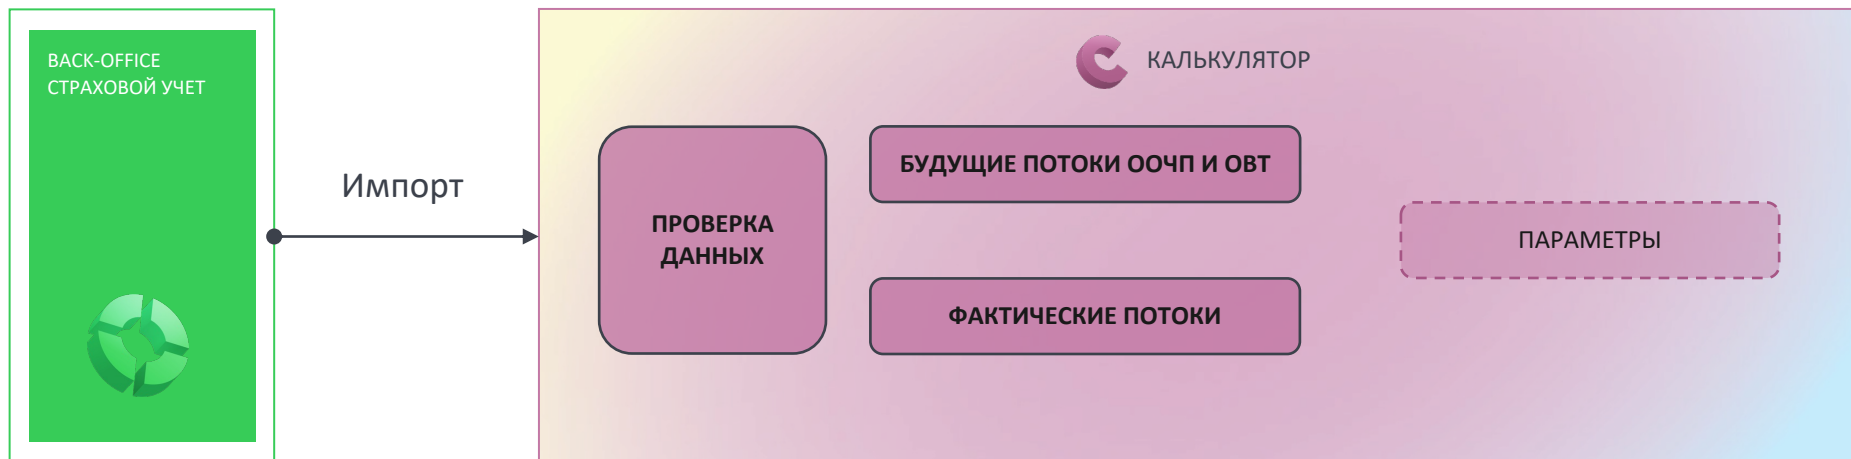 BACK-OFFICE
СТРАХОВОЙ УЧЕТ
Импорт
КАЛЬКУЛЯТОР
ПРОВЕРКА
ДАННЫХ
БУДУЩИЕ ПОТОКИ ООЧП И ОВТ
ФАКТИЧЕСКИЕ ПОТОКИ
ПАРАМЕТРЫ